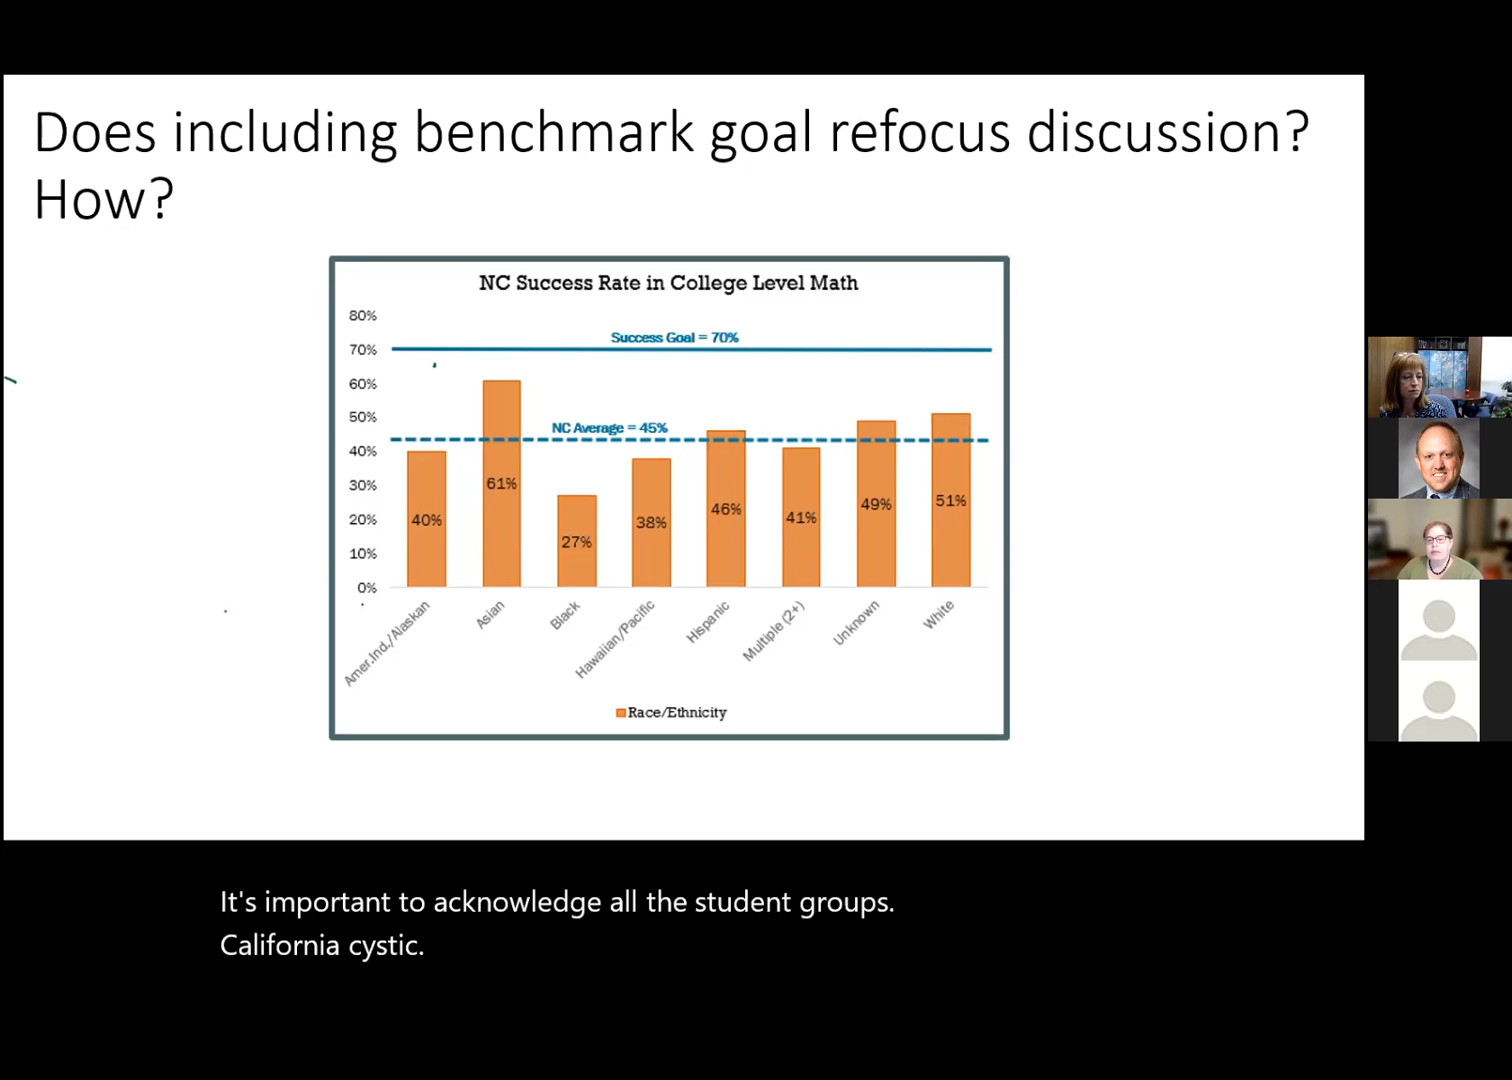 Does including benchmark goal refocus discussion?
How?
NC Success Rate in College Level Math
80%
Success Goal = 70%
70%
60%
50%
NC Average = 45%
40%
30%
20%
10%
0%
40%
61%
27%
38%
46%
41%
49%
51%
Amer.Ind./Alaskan
Asian
Black
Hawaiian/Pacific
Hispanic
Multiple (2+)
Unknown
White
Race/Ethnicity
It's important to acknowledge all the student groups.
California cystic.